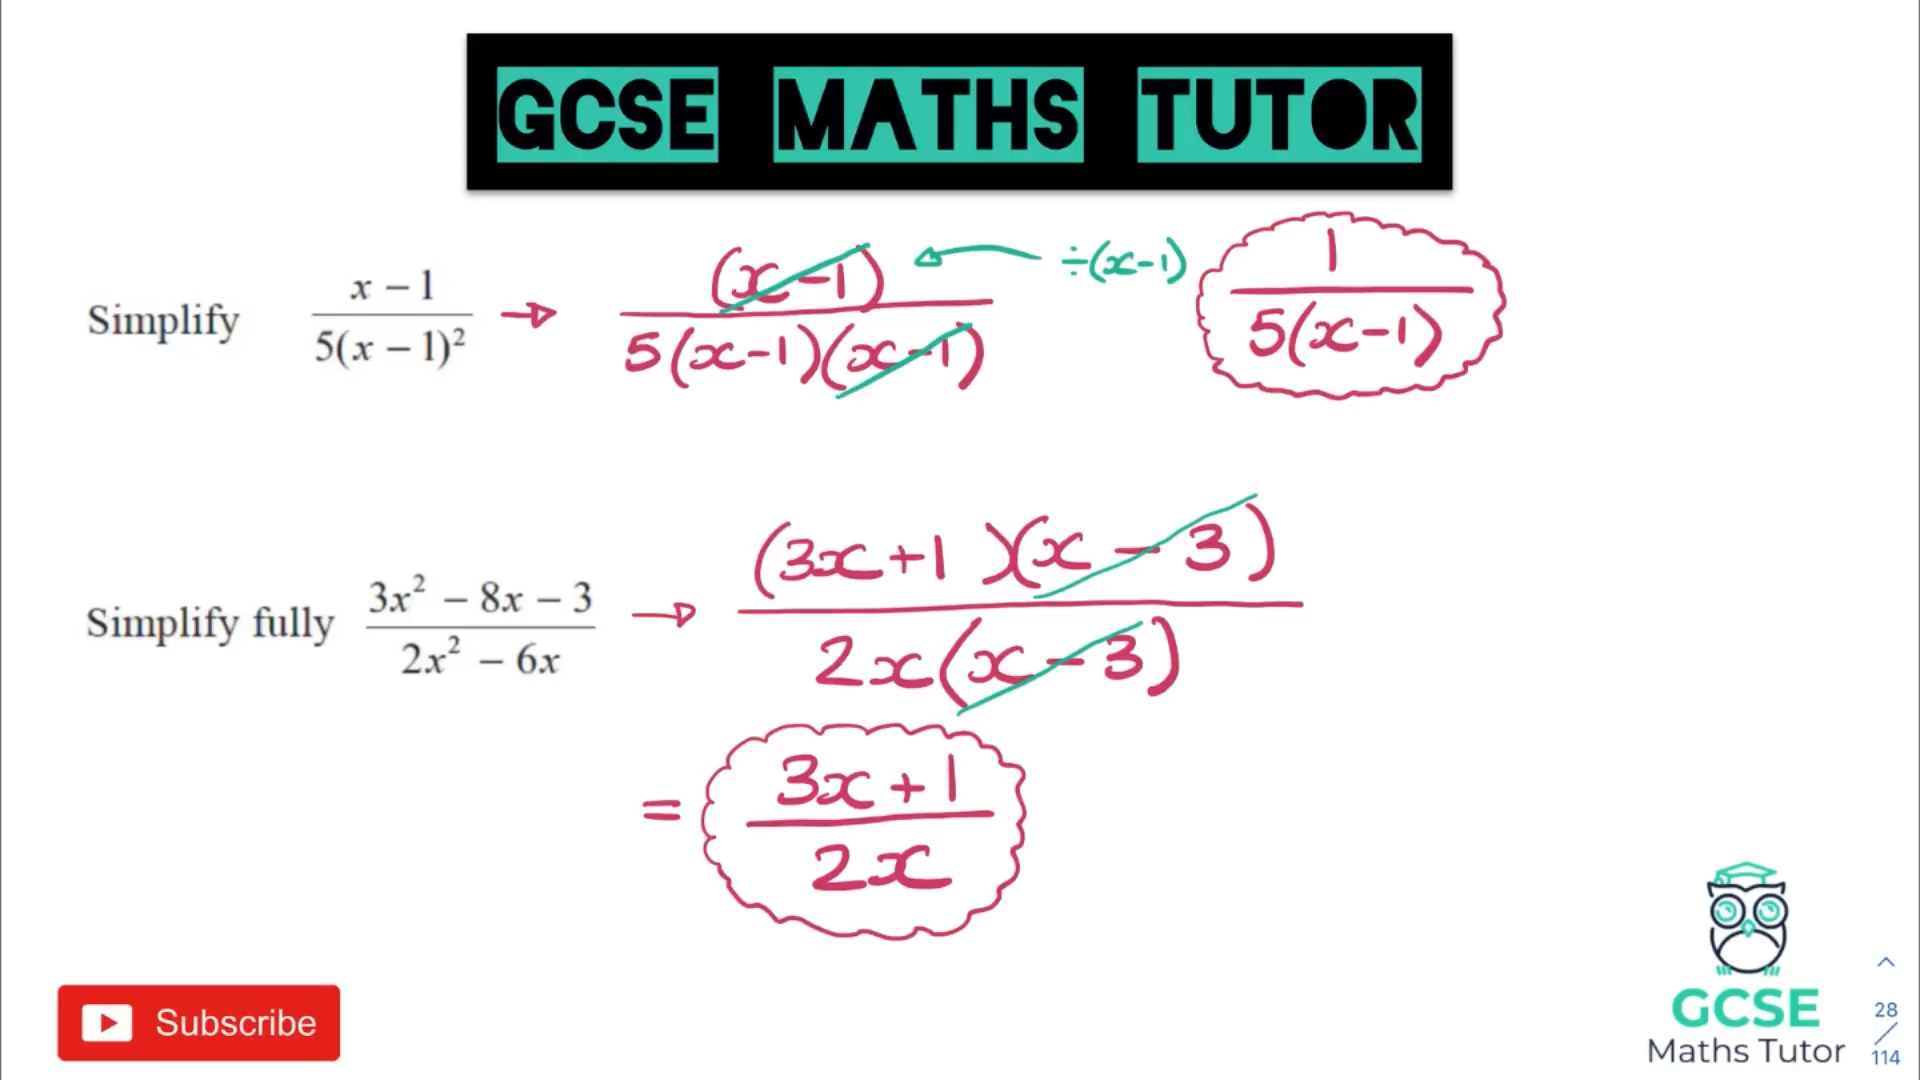 GCSE MATHS TUTOR
Simplify (x − 1)/(5(x − 1)²) → (x−1)/(5(x−1)(x−1)) ← ÷(x−1) 1/(5(x−1))
Simplify fully (3x² − 8x − 3)/(2x² − 6x) → ((3x+1)(x−3))/(2x(x−3))
= (3x+1)/(2x)
Subscribe
GCSE
Maths Tutor
28
/
114